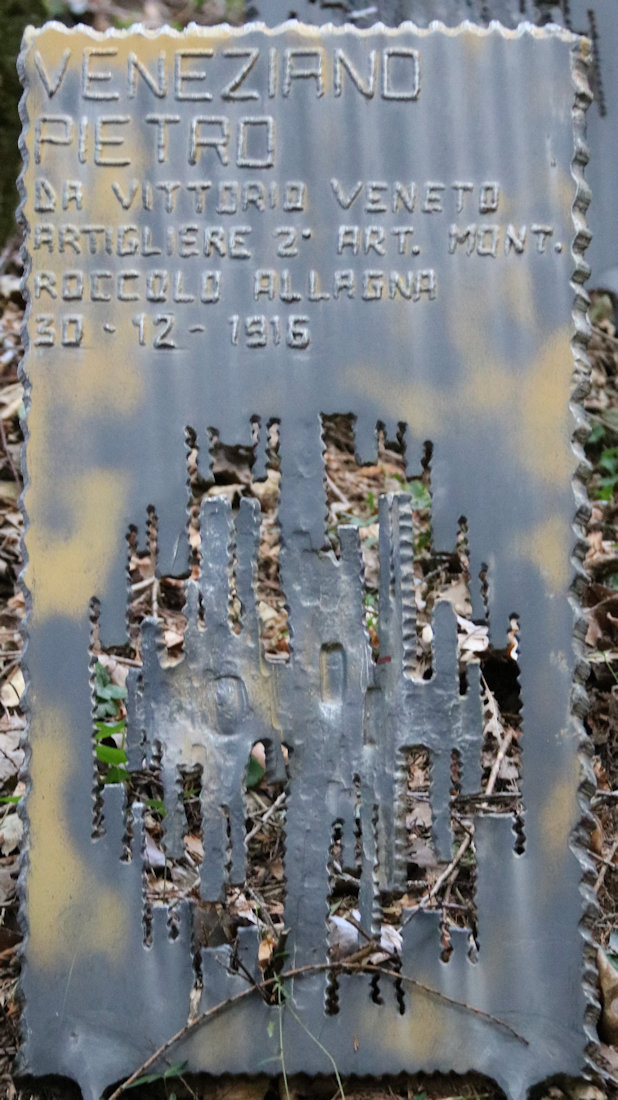 VENEZIANO
PIETRO
DA VITTORIO VENETO
ARTIGLIERE 2° ART. MONT.
ROCCOLO ALLAGNA
30 - 12 - 1916